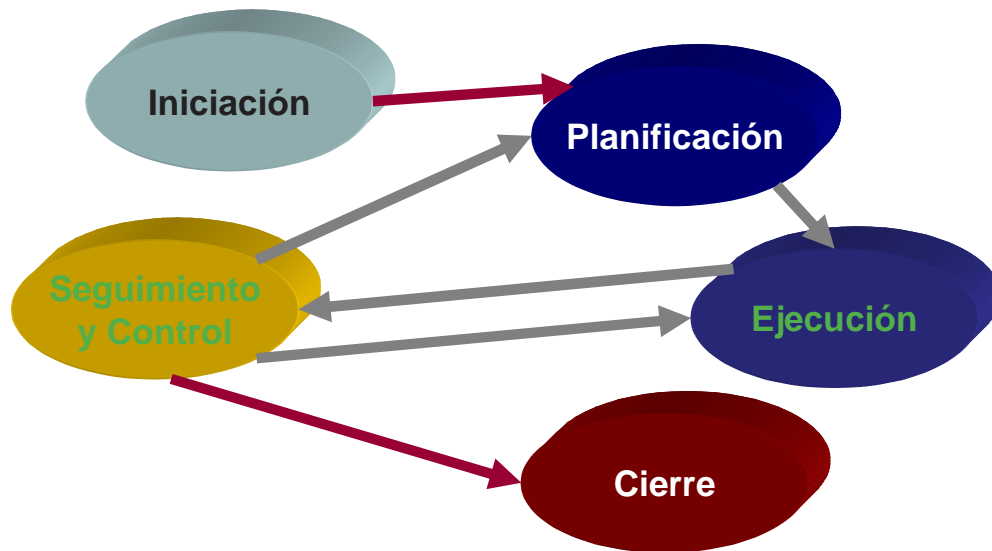 Iniciación
Planificación
Seguimiento
y Control
Ejecución
Cierre